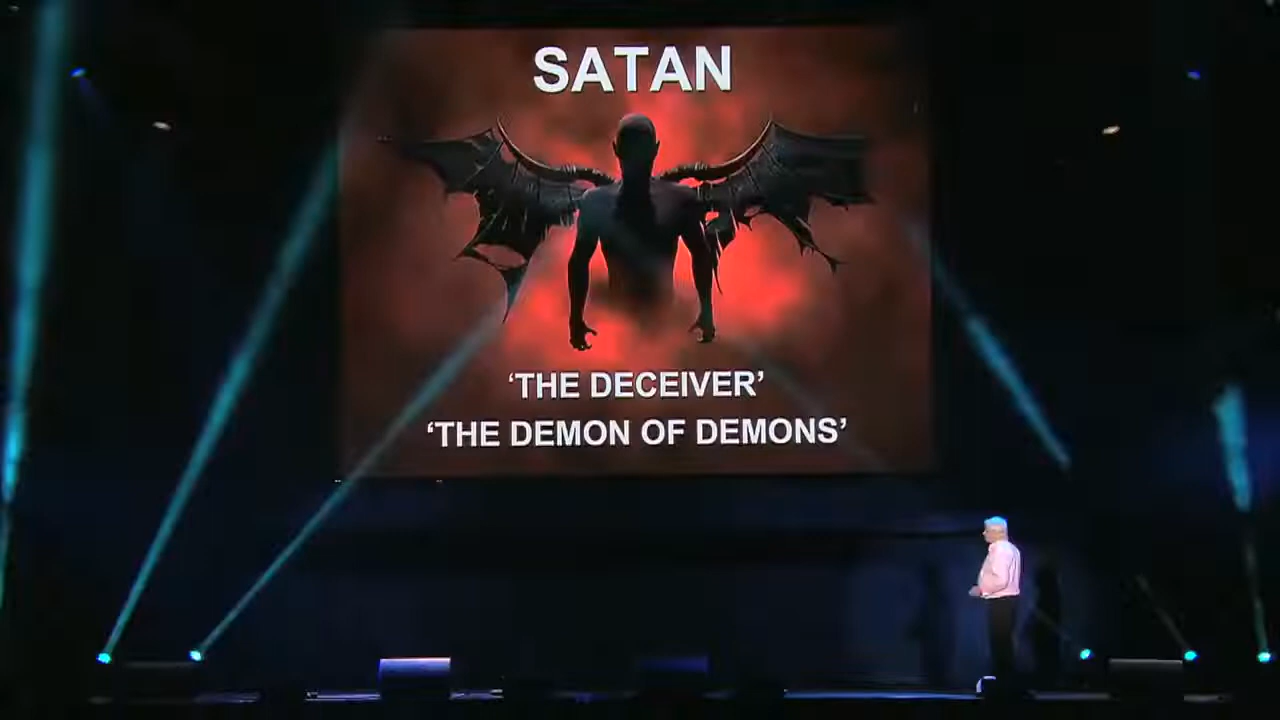 SATAN
‘THE DECEIVER’
‘THE DEMON OF DEMONS’